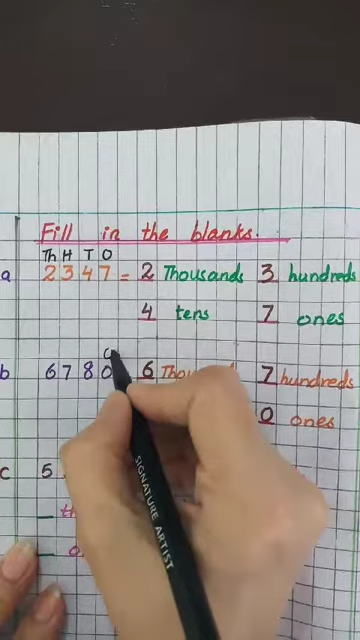 Fill in the blanks.
Th H T O
a 2347 = 2 Thousands 3 hundreds
4 tens 7 ones
b 6780 6 7 hundreds
0 ones
c 5
SIGNATURE ARTIST